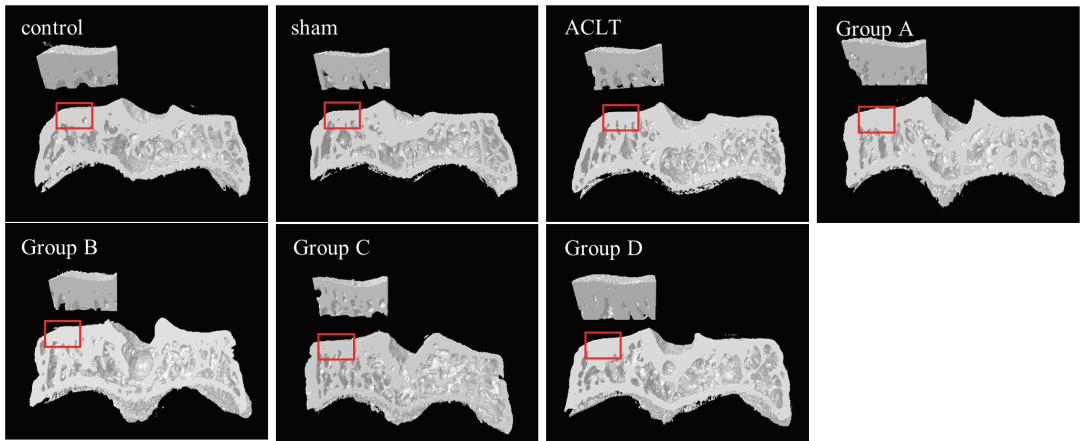 control
sham
ACLT
Group A
Group B
Group C
Group D